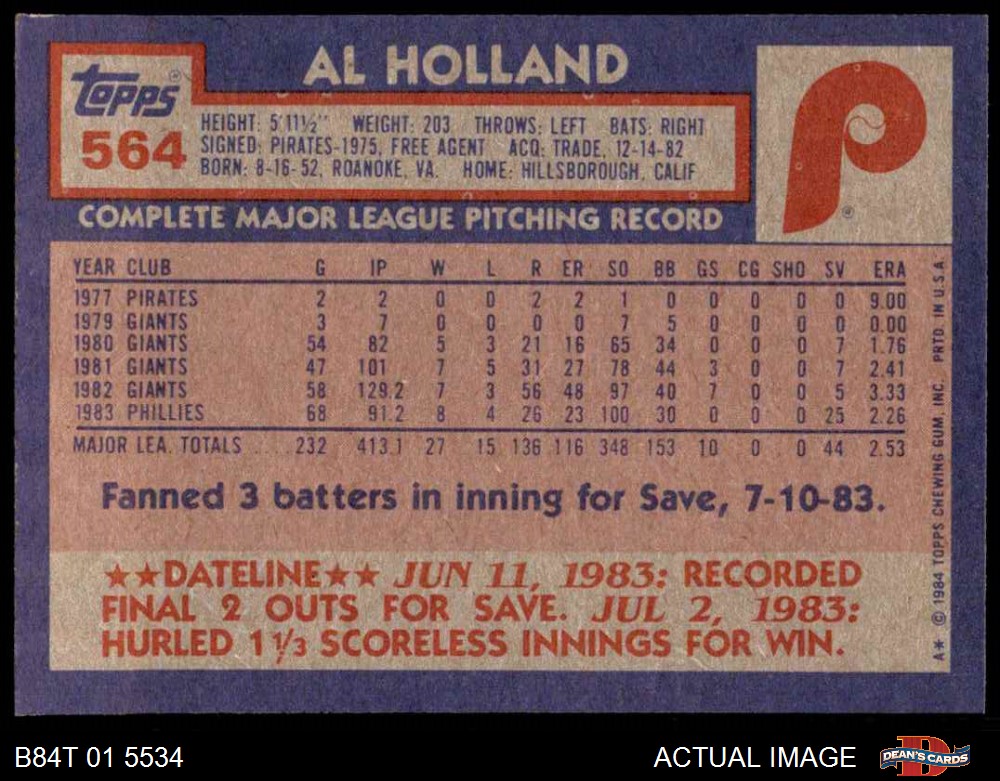 AL HOLLAND
Topps
564
HEIGHT: 5'11½" WEIGHT: 203 THROWS: LEFT BATS: RIGHT
SIGNED: PIRATES-1975, FREE AGENT ACQ: TRADE, 12-14-82
BORN: 8-16-52, ROANOKE, VA. HOME: HILLSBOROUGH, CALIF
P
COMPLETE MAJOR LEAGUE PITCHING RECORD
YEAR CLUB G IP W L R ER SO BB GS CG SHO SV ERA
1977 PIRATES 2 2 0 0 2 2 1 0 0 0 0 0 9.00
1979 GIANTS 3 7 0 0 0 0 7 5 0 0 0 0 0.00
1980 GIANTS 54 82 5 3 21 16 65 34 0 0 0 7 1.76
1981 GIANTS 47 101 7 5 31 27 78 44 3 0 0 7 2.41
1982 GIANTS 58 129.2 7 3 56 48 97 40 7 0 0 5 3.33
1983 PHILLIES 68 91.2 8 4 26 23 100 30 0 0 0 25 2.26
MAJOR LEA. TOTALS 232 413.1 27 15 136 116 348 153 10 0 0 44 2.53
Fanned 3 batters in inning for Save, 7-10-83.
★★DATELINE★★ JUN 11, 1983: RECORDED
FINAL 2 OUTS FOR SAVE. JUL 2, 1983:
HURLED 1 1/3 SCORELESS INNINGS FOR WIN.
A* © 1984 TOPPS CHEWING GUM, INC. PRTD. IN U.S.A.
B84T 01 5534
ACTUAL IMAGE
DEAN'S CARDS